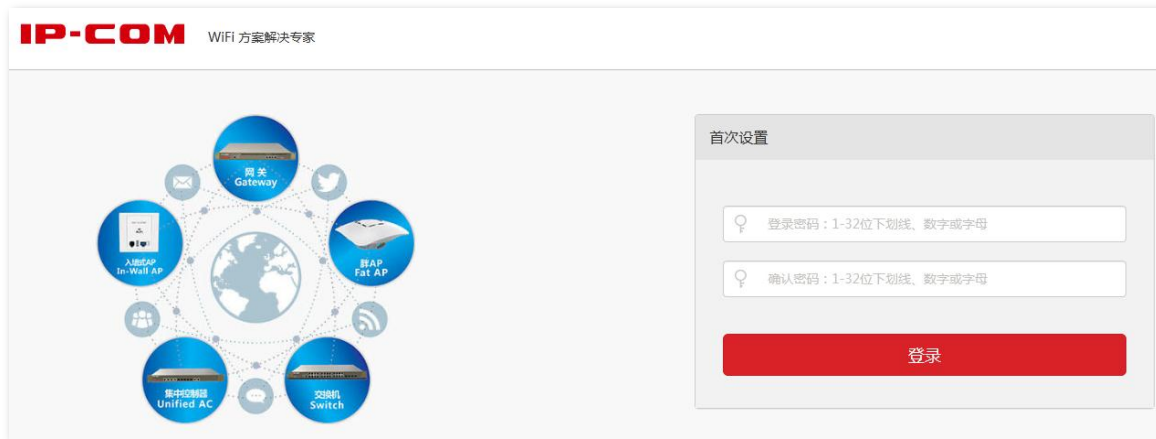 IP-COM
WiFi 方案解决专家
首次设置
登录密码：1-32位下划线、数字或字母
确认密码：1-32位下划线、数字或字母
登录
网关
Gateway
入墙式AP
In-Wall AP
胖AP
Fat AP
集中控制器
Unified AC
交换机
Switch